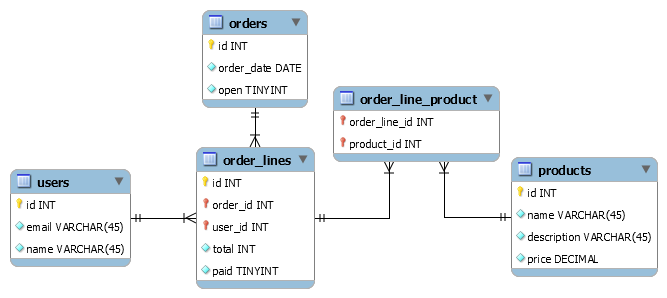 orders
id INT
order_date DATE
open TINYINT
order_line_product
order_line_id INT
product_id INT
order_lines
id INT
order_id INT
user_id INT
total INT
paid TINYINT
users
id INT
email VARCHAR(45)
name VARCHAR(45)
products
id INT
name VARCHAR(45)
description VARCHAR(45)
price DECIMAL